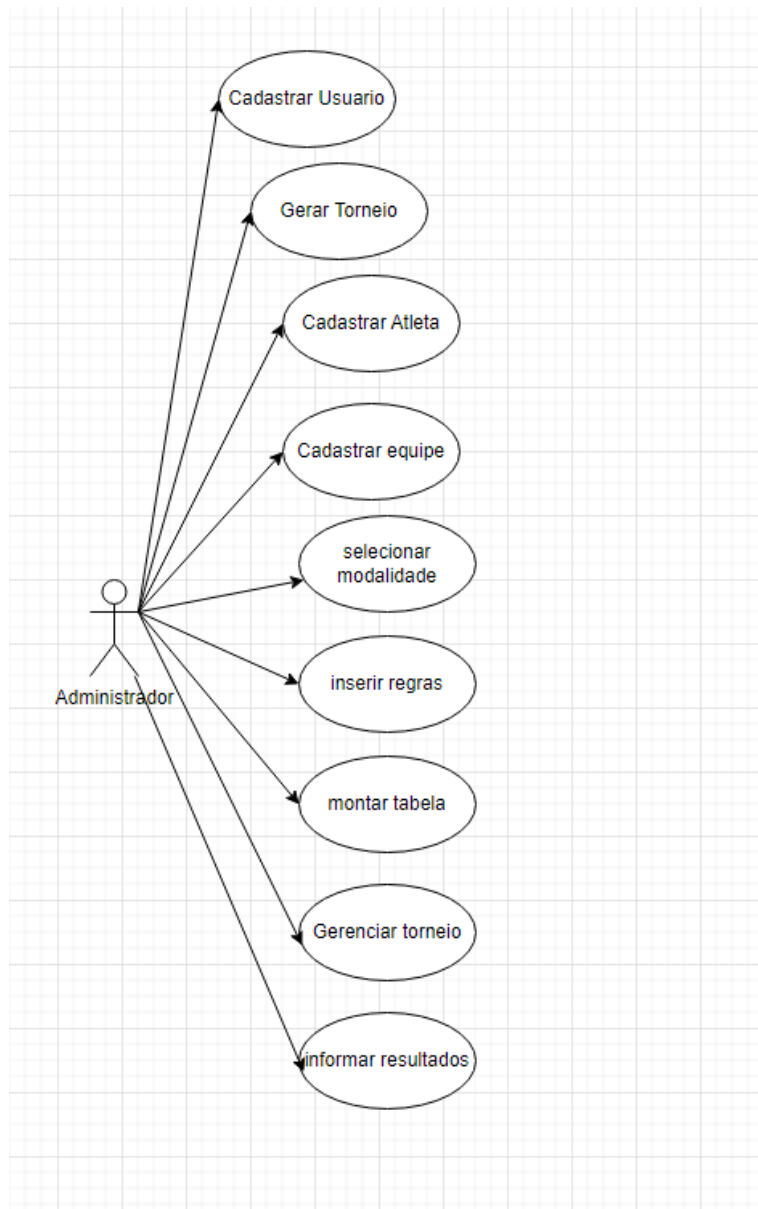 Cadastrar Usuario
Gerar Torneio
Cadastrar Atleta
Cadastrar equipe
selecionar
modalidade
inserir regras
Administrador
montar tabela
Gerenciar torneio
informar resultados